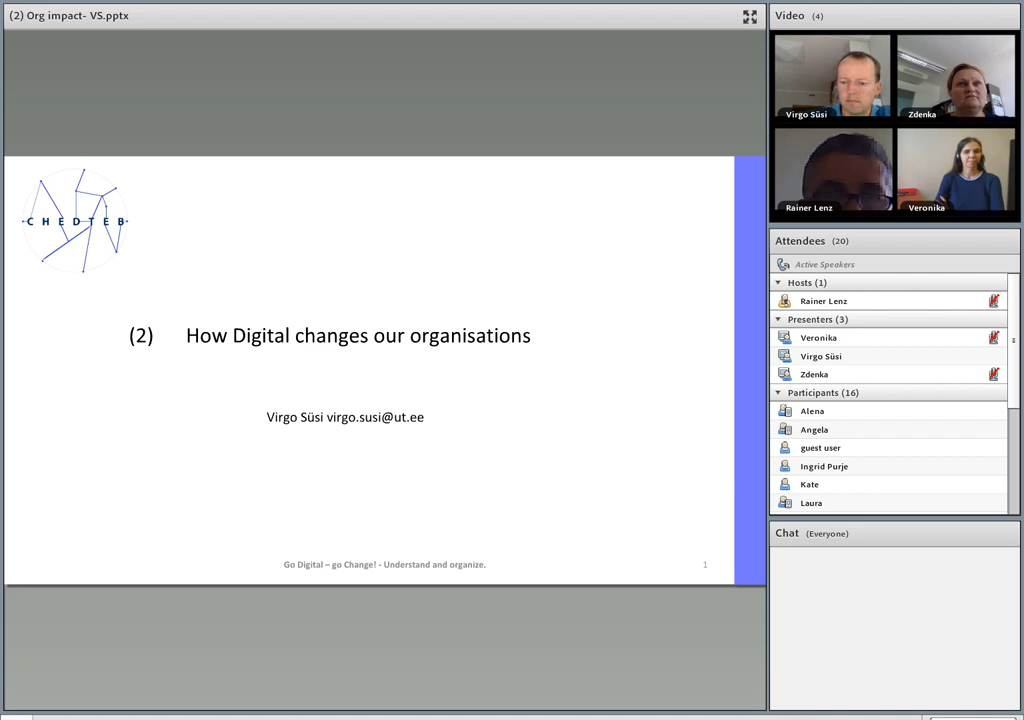 (2) Org impact- VS.pptx
CHEDTEB
(2) How Digital changes our organisations
Virgo Süsi virgo.susi@ut.ee
Go Digital – go Change! - Understand and organize.
1
Video (4)
Virgo Süsi
Zdenka
Rainer Lenz
Veronika
Attendees (20)
Active Speakers
Hosts (1)
Rainer Lenz
Presenters (3)
Veronika
Virgo Süsi
Zdenka
Participants (16)
Alena
Angela
guest user
Ingrid Purje
Kate
Laura
Chat (Everyone)